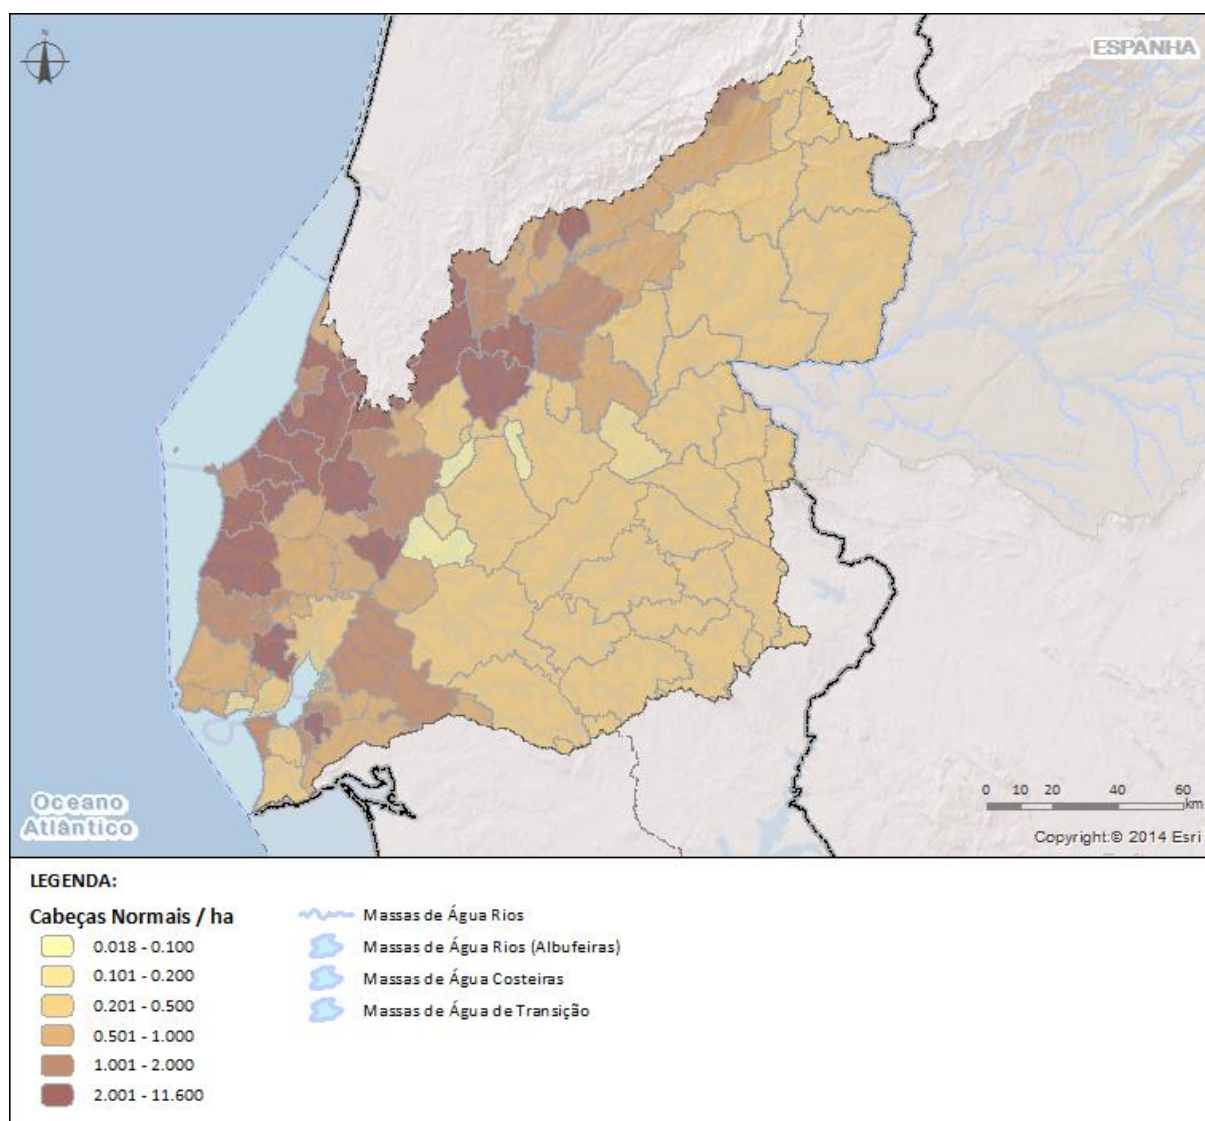 N
ESPANHA
Oceano
Atlântico
0 10 20 40 60
km
Copyright:© 2014 Esri
LEGENDA:
Cabeças Normais / ha
0.018 - 0.100
0.101 - 0.200
0.201 - 0.500
0.501 - 1.000
1.001 - 2.000
2.001 - 11.600
Massas de Água Rios
Massas de Água Rios (Albufeiras)
Massas de Água Costeiras
Massas de Água de Transição